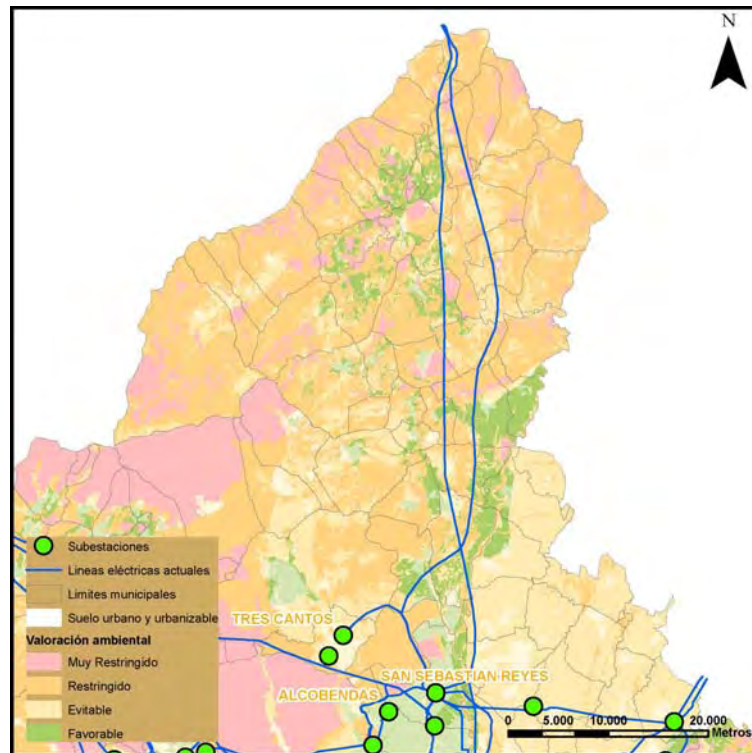 N
TRES CANTOS
SAN SEBASTIAN REYES
ALCOBENDAS
Subestaciones
Lineas eléctricas actuales
Limites municipales
Suelo urbano y urbanizable
Valoración ambiental
Muy Restringido
Restringido
Evitable
Favorable
0 5.000 10.000 20.000
Metros